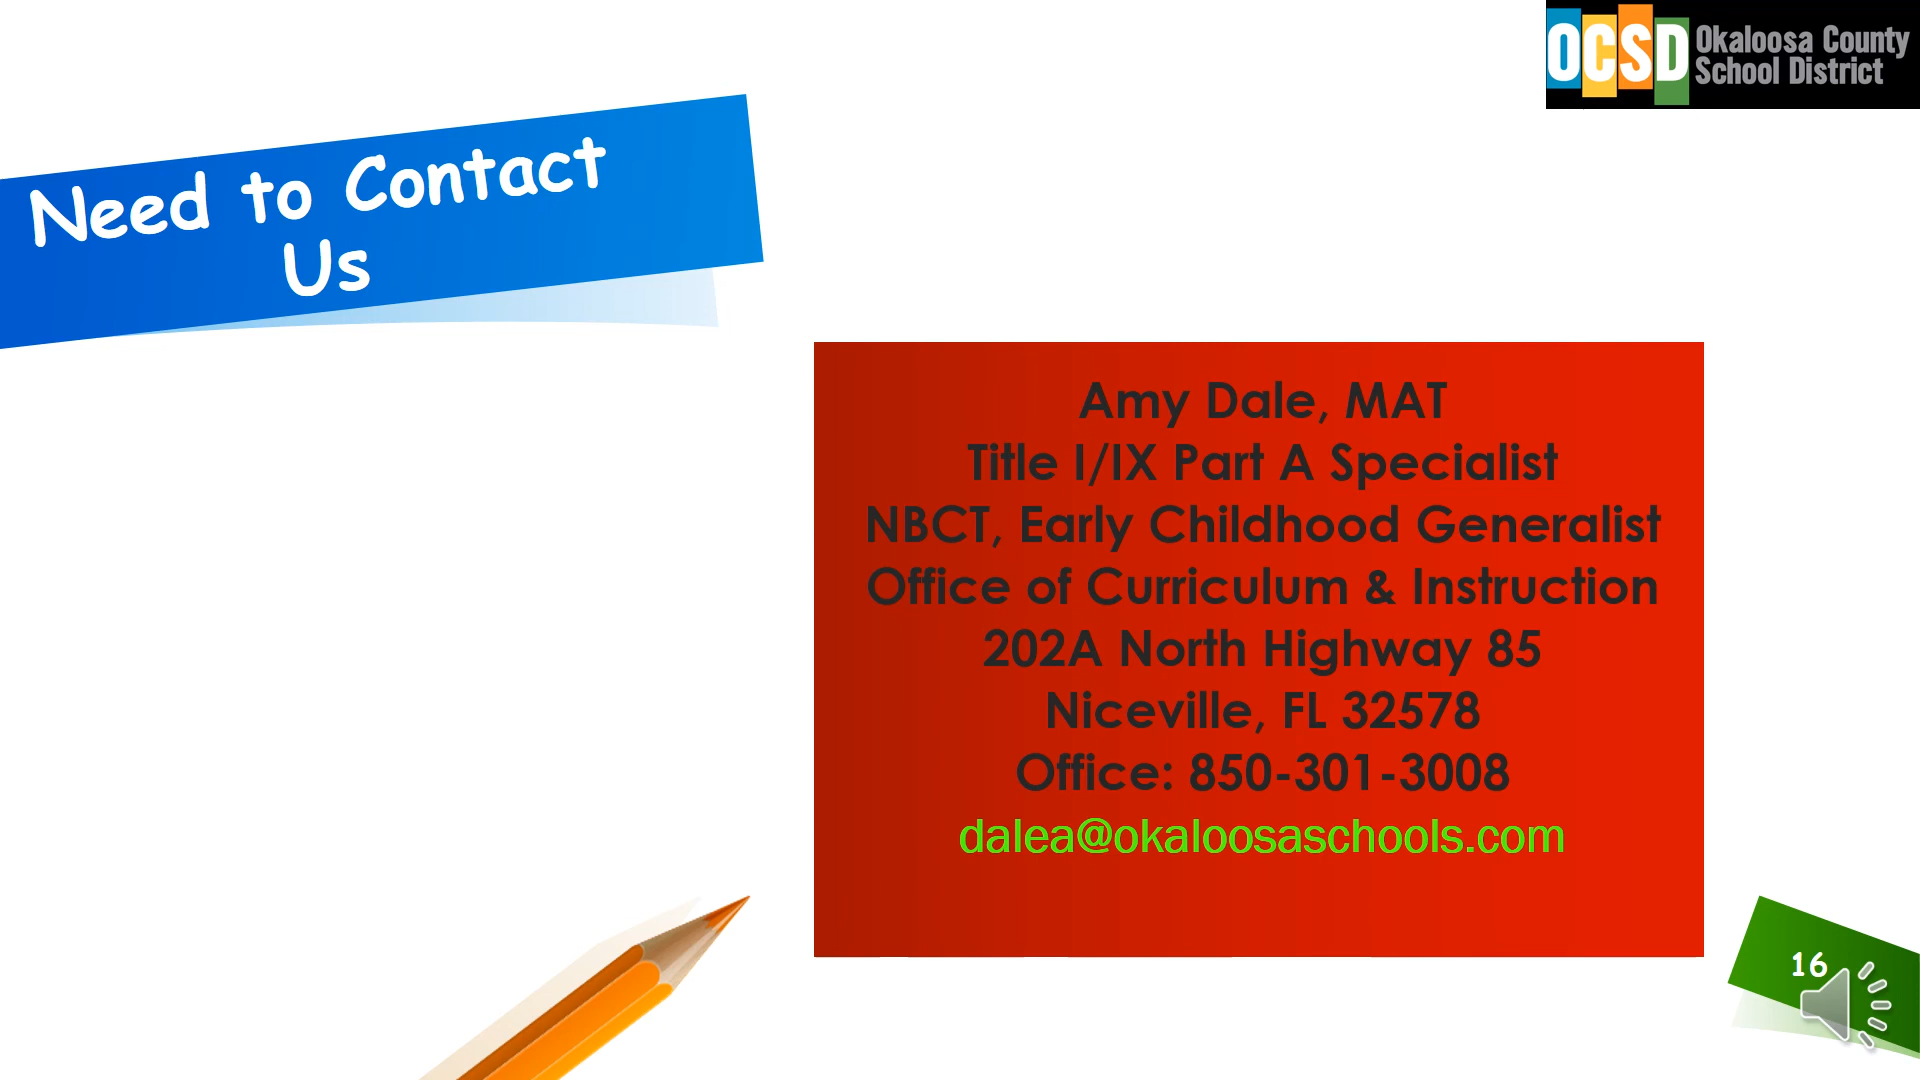 OCSD Okaloosa County
School District
Need to Contact
Us
Amy Dale, MAT
Title I/IX Part A Specialist
NBCT, Early Childhood Generalist
Office of Curriculum & Instruction
202A North Highway 85
Niceville, FL 32578
Office: 850-301-3008
dalea@okaloosaschools.com
16